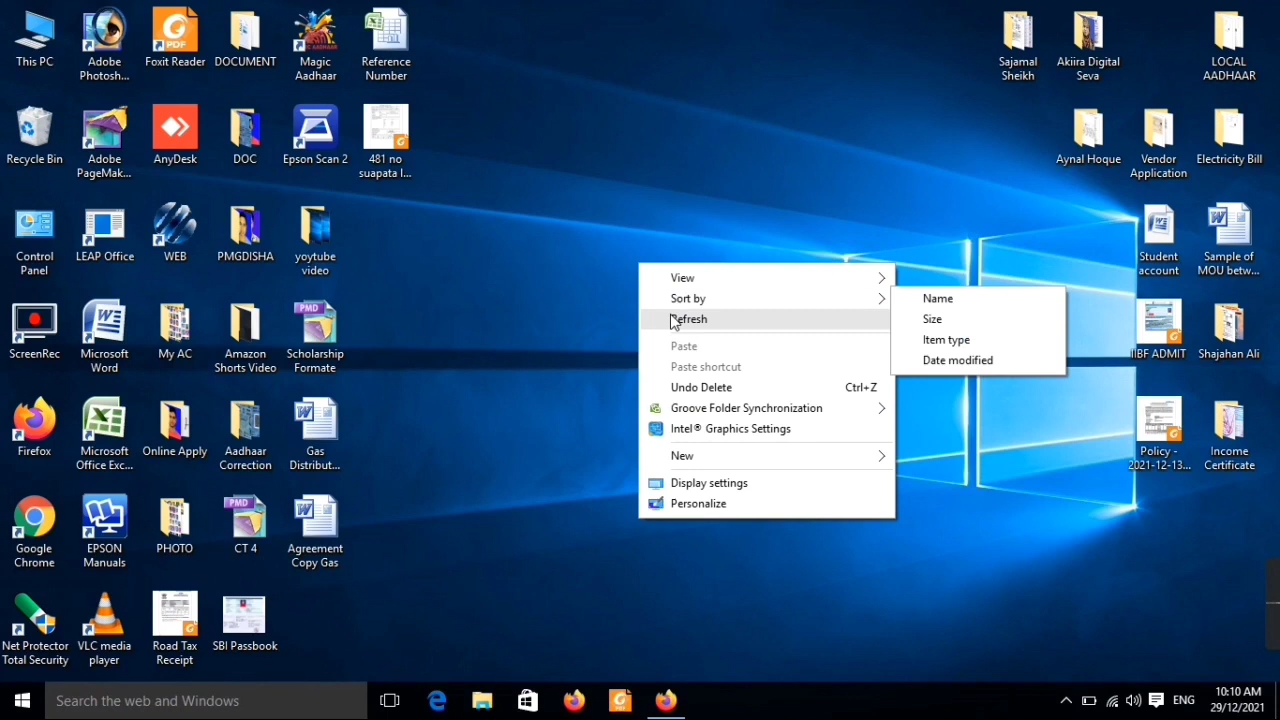 This PC
Adobe
Photosh...
Foxit Reader
DOCUMENT
Magic
Aadhaar
Reference
Number
Sajamal
Sheikh
Akiira Digital
Seva
LOCAL
AADHAAR
Recycle Bin
Adobe
PageMak...
AnyDesk
DOC
Epson Scan 2
481 no
suapata l...
Aynal Hoque
Vendor
Application
Electricity Bill
Control
Panel
LEAP Office
WEB
PMGDISHA
yoytube
video
Student
account
Sample of
MOU betw...
ScreenRec
Microsoft
Word
My AC
Amazon
Shorts Video
PMD
Scholarship
Formate
IIBF ADMIT
Shajahan Ali
Firefox
Microsoft
Office Exc...
Online Apply
Aadhaar
Correction
Gas
Distribut...
Policy -
2021-12-13...
Income
Certificate
Google
Chrome
EPSON
Manuals
PHOTO
PMD
CT 4
Agreement
Copy Gas
Net Protector
Total Security
VLC media
player
Road Tax
Receipt
SBI Passbook
View
Sort by
Refresh
Paste
Paste shortcut
Undo Delete Ctrl+Z
Groove Folder Synchronization
Intel® Graphics Settings
New
Display settings
Personalize
Name
Size
Item type
Date modified
Search the web and Windows
ENG
10:10 AM
29/12/2021